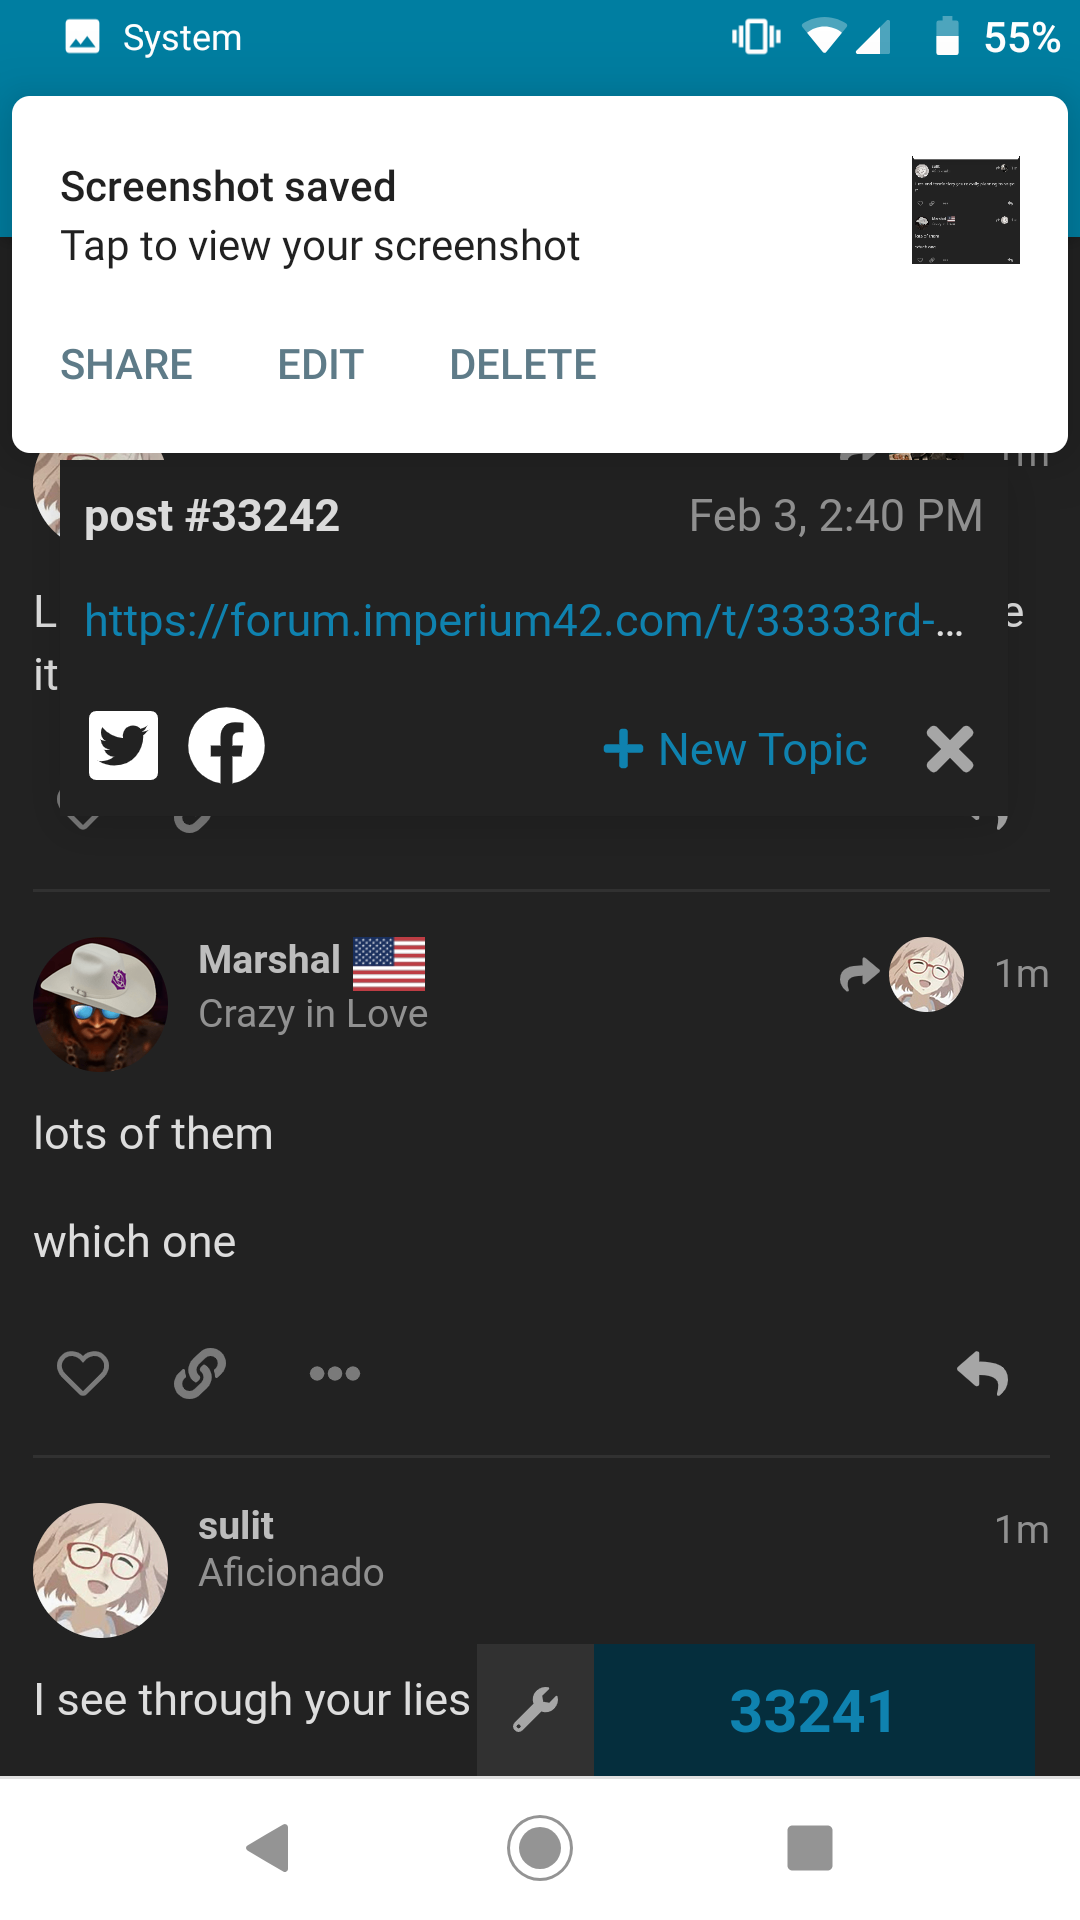 System
55%
Screenshot saved
Tap to view your screenshot
SHARE EDIT DELETE
1m
post #33242 Feb 3, 2:40 PM
L
https://forum.imperium42.com/t/33333rd-...
e
it
+ New Topic
Marshal
1m
Crazy in Love
lots of them
which one
sulit
1m
Aficionado
I see through your lies
33241